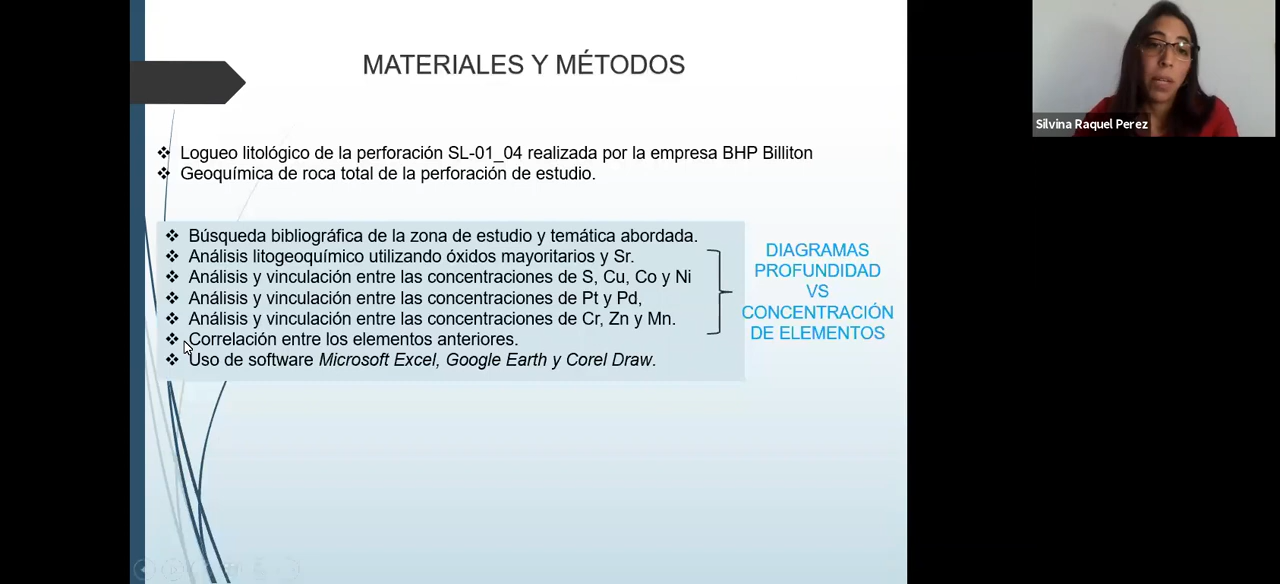 MATERIALES Y MÉTODOS
❖ Logueo litológico de la perforación SL-01_04 realizada por la empresa BHP Billiton
❖ Geoquímica de roca total de la perforación de estudio.
❖ Búsqueda bibliográfica de la zona de estudio y temática abordada.
❖ Análisis litogeoquímico utilizando óxidos mayoritarios y Sr.
❖ Análisis y vinculación entre las concentraciones de S, Cu, Co y Ni
❖ Análisis y vinculación entre las concentraciones de Pt y Pd,
❖ Análisis y vinculación entre las concentraciones de Cr, Zn y Mn.
❖ Correlación entre los elementos anteriores.
❖ Uso de software Microsoft Excel, Google Earth y Corel Draw.
DIAGRAMAS
PROFUNDIDAD
VS
CONCENTRACIÓN
DE ELEMENTOS
Silvina Raquel Perez